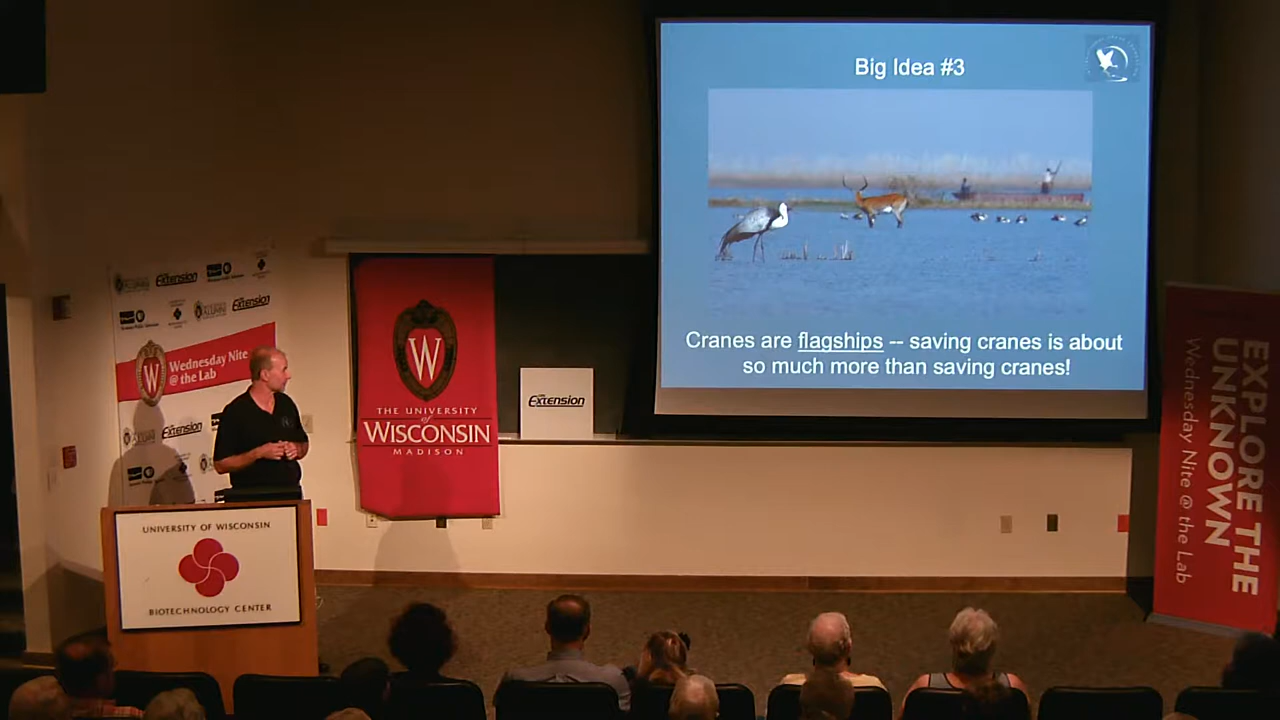 Big Idea #3
Cranes are flagships -- saving cranes is about
so much more than saving cranes!
Extension
Extension
Wednesday Nite
@ the Lab
W
Extension
W
THE UNIVERSITY
of
WISCONSIN
MADISON
Extension
UNIVERSITY OF WISCONSIN
BIOTECHNOLOGY CENTER
EXPLORE THE
UNKNOWN
Wednesday Nite @ the Lab